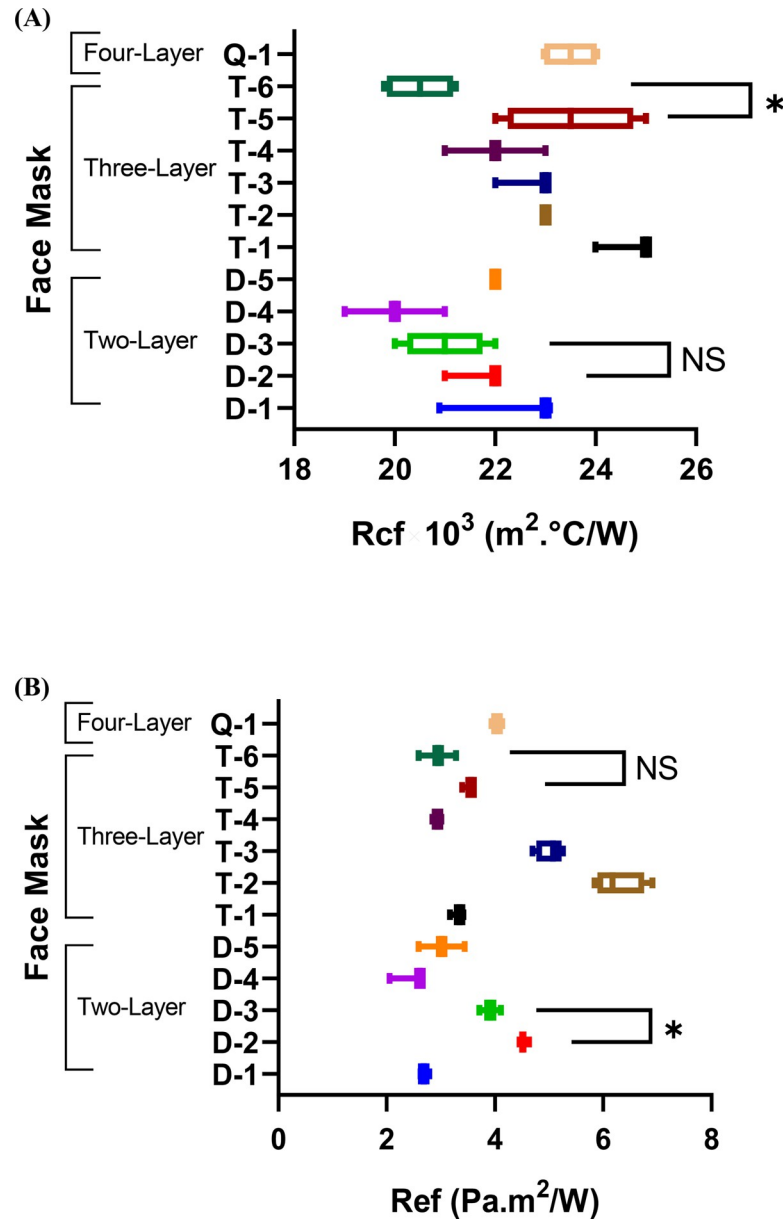 (A)
Face Mask
Four-Layer
Three-Layer
Two-Layer
Q-1
T-6
T-5
T-4
T-3
T-2
T-1
D-5
D-4
D-3
D-2
D-1
*
NS
18 20 22 24 26
Rcf × 10³ (m².°C/W)
(B)
Face Mask
Four-Layer
Three-Layer
Two-Layer
Q-1
T-6
T-5
T-4
T-3
T-2
T-1
D-5
D-4
D-3
D-2
D-1
NS
*
0 2 4 6 8
Ref (Pa.m²/W)